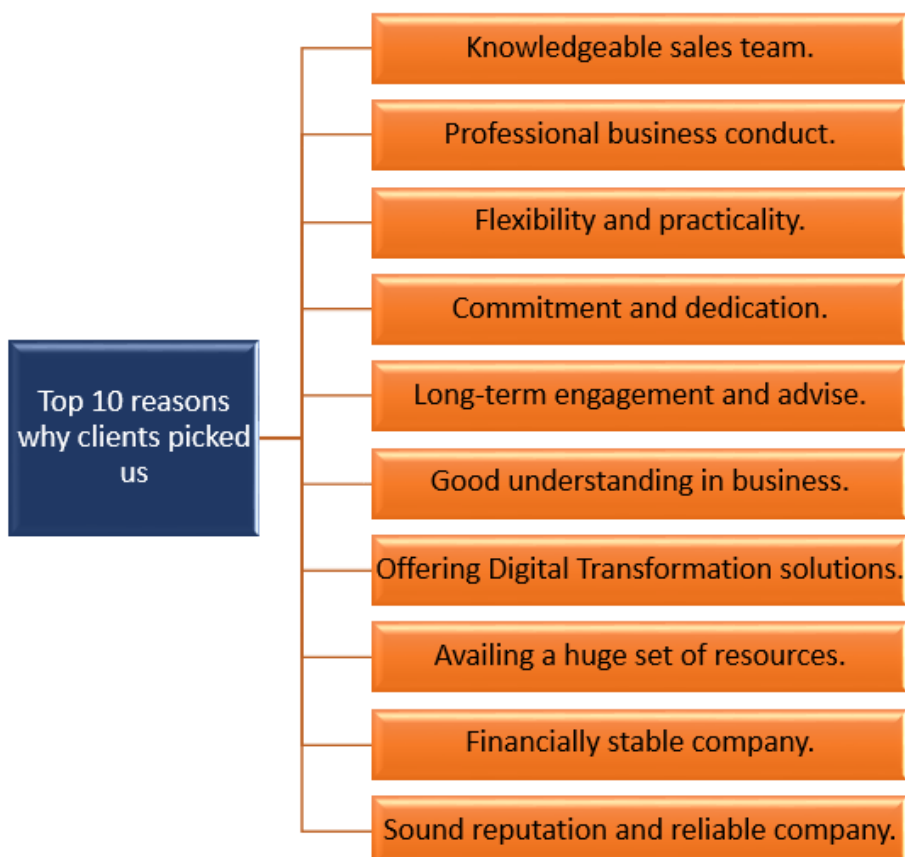 Top 10 reasons
why clients picked
us
Knowledgeable sales team.
Professional business conduct.
Flexibility and practicality.
Commitment and dedication.
Long-term engagement and advise.
Good understanding in business.
Offering Digital Transformation solutions.
Availing a huge set of resources.
Financially stable company.
Sound reputation and reliable company.